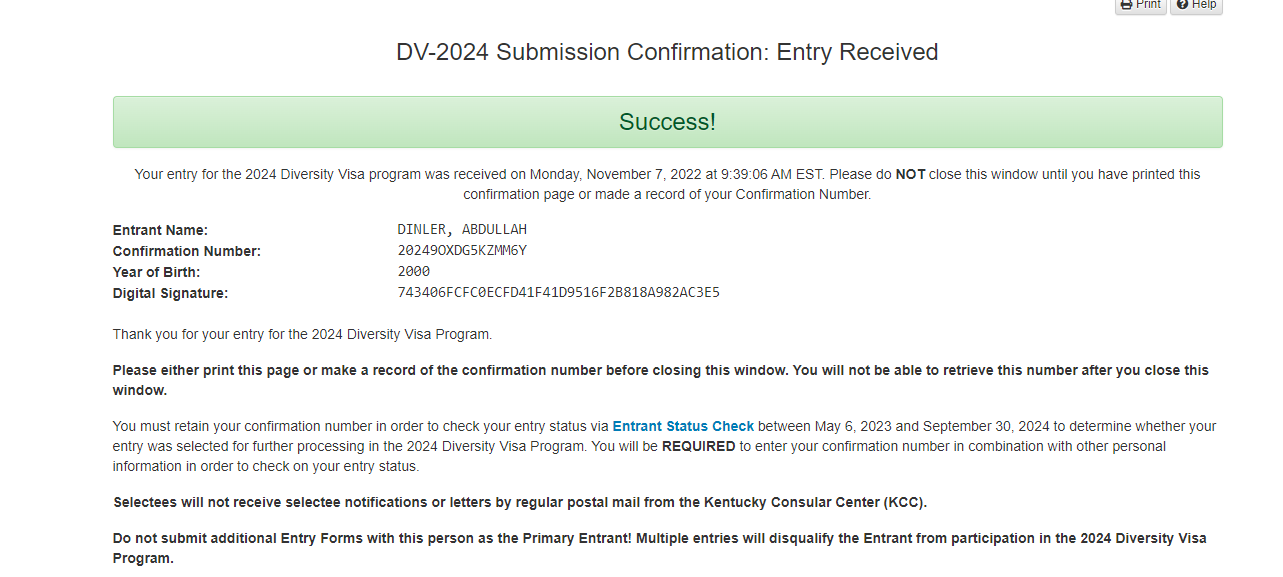 Print Help
DV-2024 Submission Confirmation: Entry Received
Success!
Your entry for the 2024 Diversity Visa program was received on Monday, November 7, 2022 at 9:39:06 AM EST. Please do NOT close this window until you have printed this
confirmation page or made a record of your Confirmation Number.
Entrant Name: DINLER, ABDULLAH
Confirmation Number: 20249OXDG5KZMM6Y
Year of Birth: 2000
Digital Signature: 743406FCFC0ECFD41F41D9516F2B818A982AC3E5
Thank you for your entry for the 2024 Diversity Visa Program.
Please either print this page or make a record of the confirmation number before closing this window. You will not be able to retrieve this number after you close this
window.
You must retain your confirmation number in order to check your entry status via Entrant Status Check between May 6, 2023 and September 30, 2024 to determine whether your
entry was selected for further processing in the 2024 Diversity Visa Program. You will be REQUIRED to enter your confirmation number in combination with other personal
information in order to check on your entry status.
Selectees will not receive selectee notifications or letters by regular postal mail from the Kentucky Consular Center (KCC).
Do not submit additional Entry Forms with this person as the Primary Entrant! Multiple entries will disqualify the Entrant from participation in the 2024 Diversity Visa
Program.